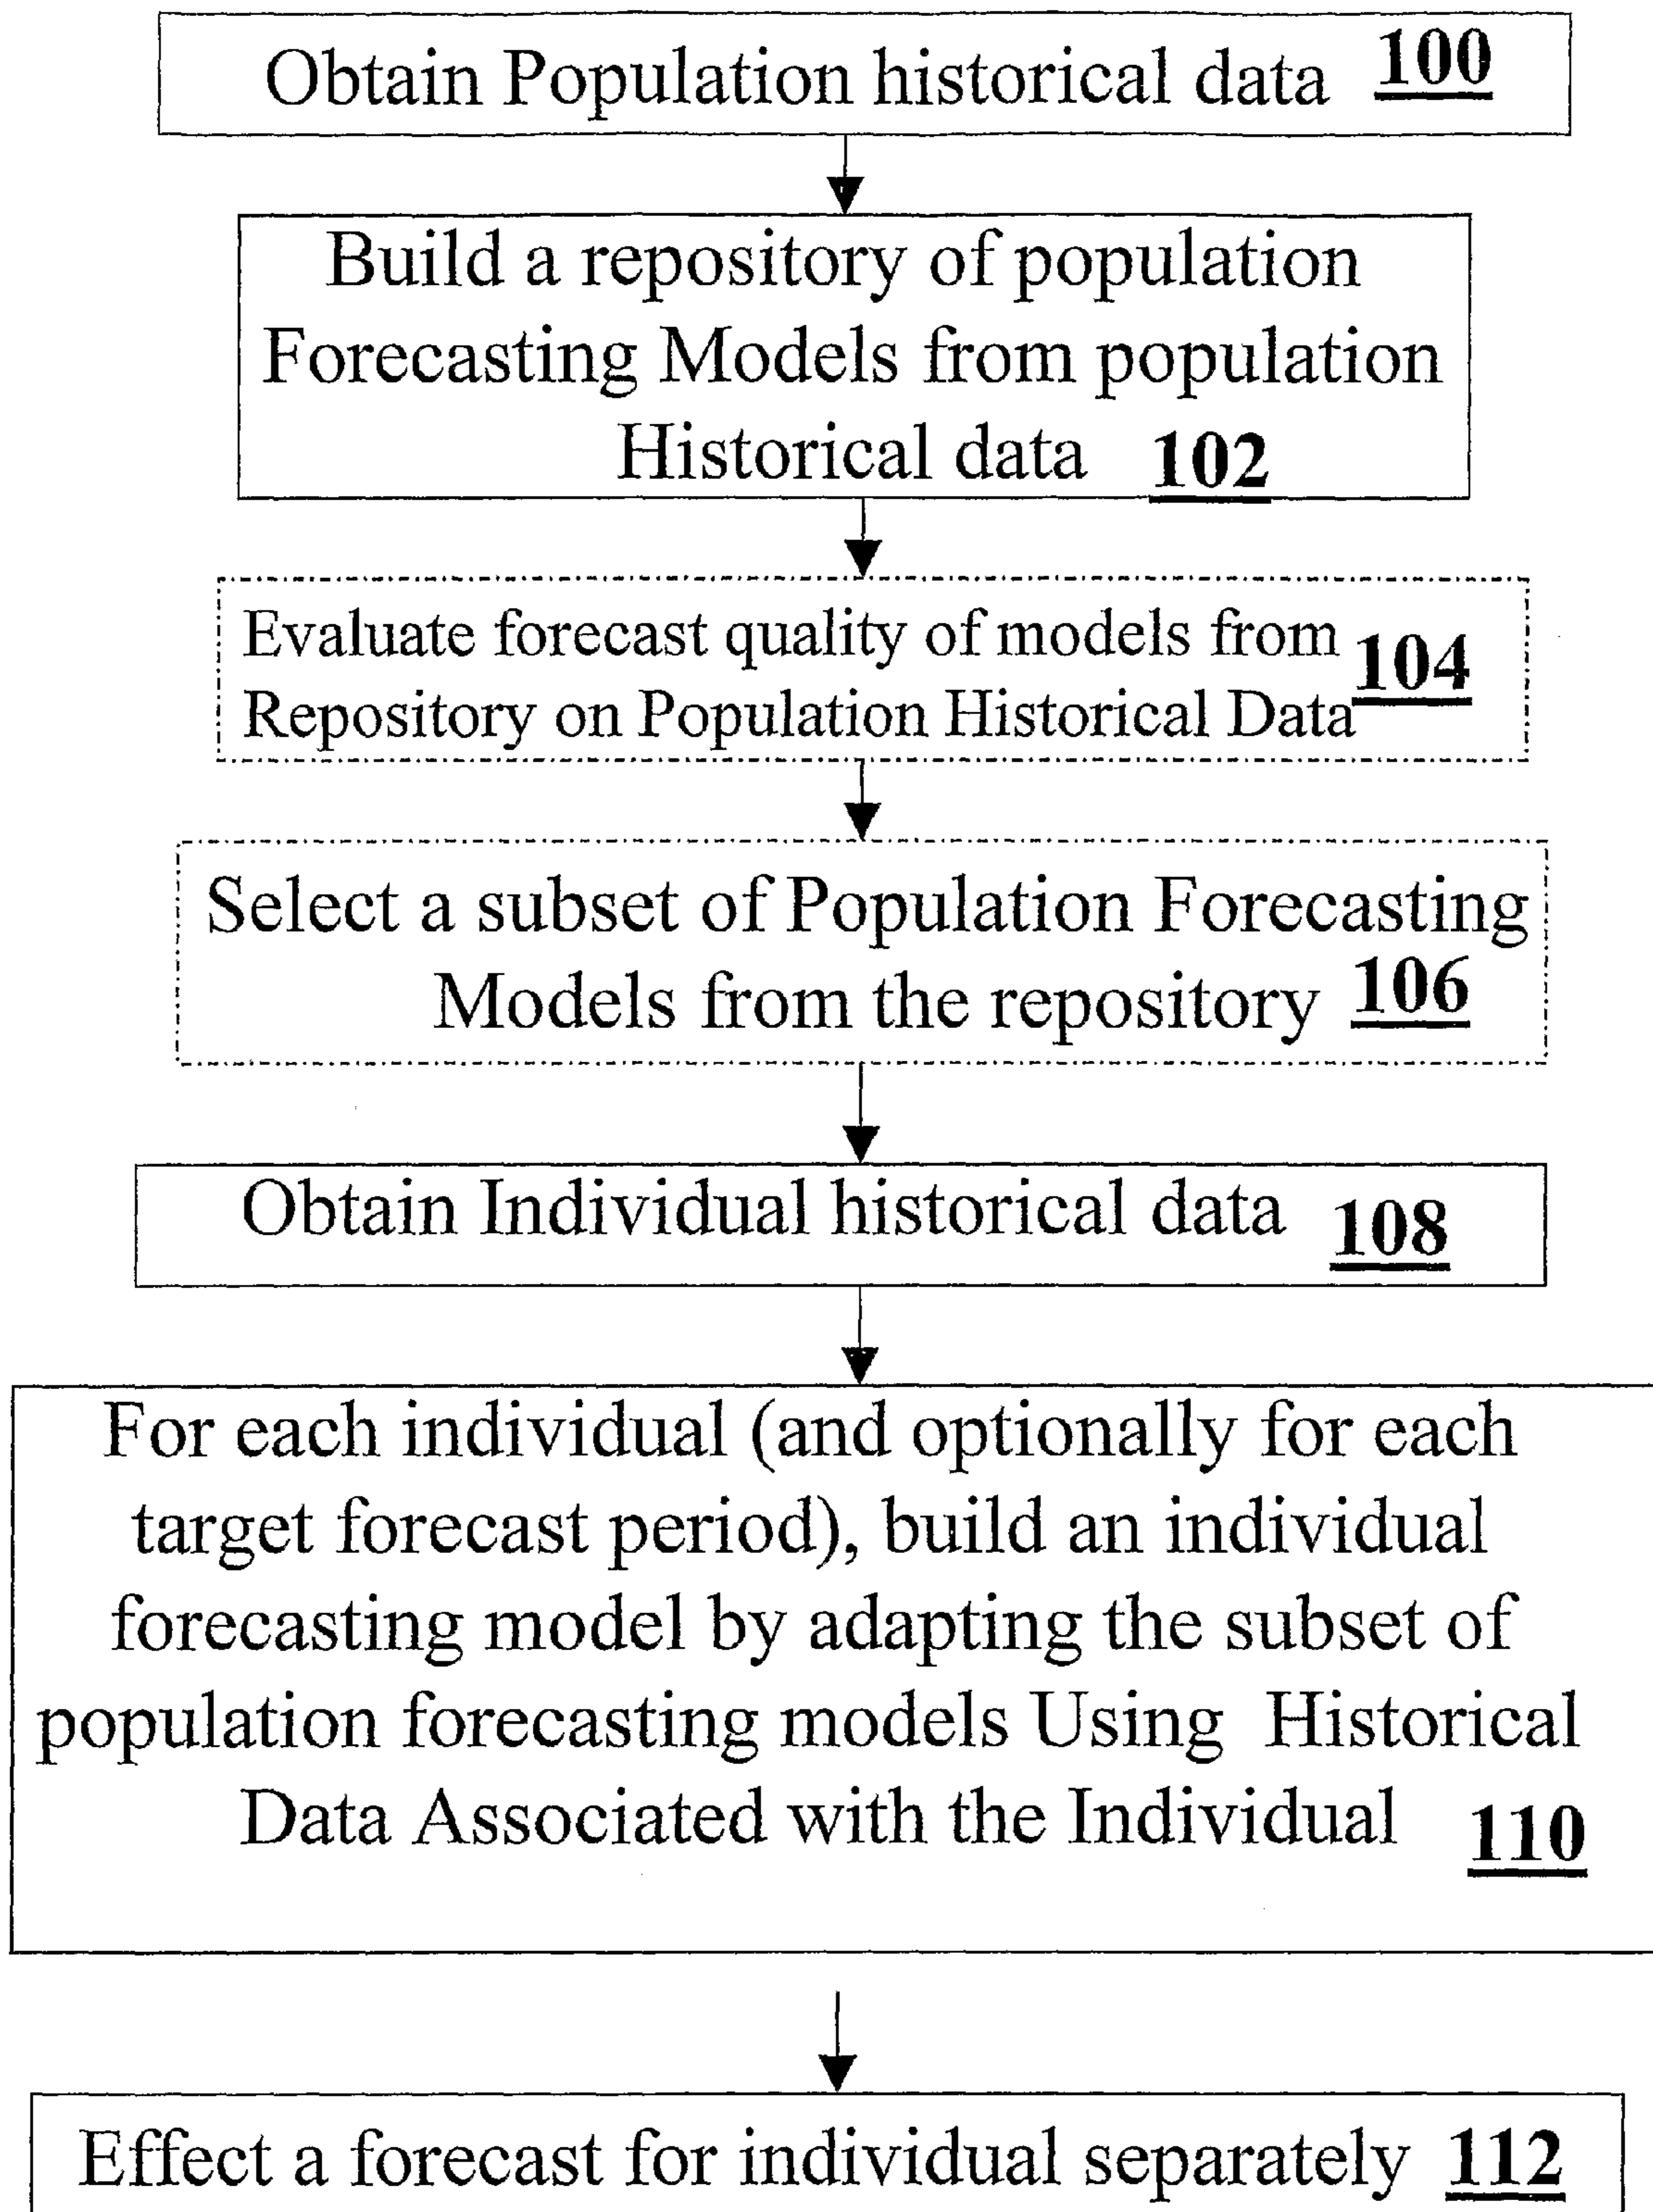 Obtain Population historical data 100
Build a repository of population
Forecasting Models from population
Historical data 102
Evaluate forecast quality of models from 104
Repository on Population Historical Data
Select a subset of Population Forecasting
Models from the repository 106
Obtain Individual historical data 108
For each individual (and optionally for each
target forecast period), build an individual
forecasting model by adapting the subset of
population forecasting models Using Historical
Data Associated with the Individual 110
Effect a forecast for individual separately 112